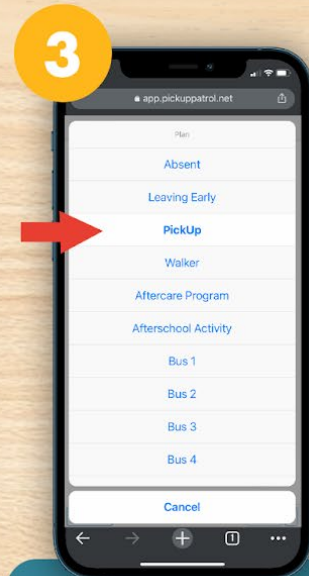 3
app.pickuppatrol.net
Plan
Absent
Leaving Early
PickUp
Walker
Aftercare Program
Afterschool Activity
Bus 1
Bus 2
Bus 3
Bus 4
Cancel
1